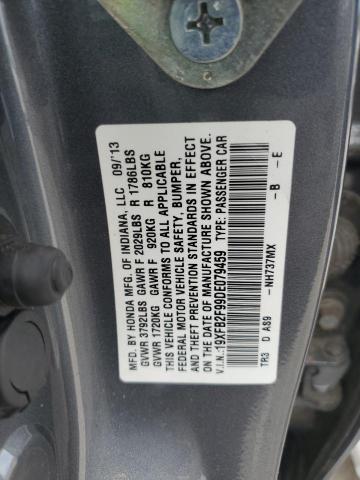 MFD. BY HONDA MFG. OF INDIANA, LLC 09/13
GVWR 3792LBS GAWR F 2029LBS R 1786LBS
GVWR 1720KG GAWR F 920KG R 810KG
THIS VEHICLE CONFORMS TO ALL APPLICABLE
FEDERAL MOTOR VEHICLE SAFETY, BUMPER,
AND THEFT PREVENTION STANDARDS IN EFFECT
ON THE DATE OF MANUFACTURE SHOWN ABOVE.
V.I.N.:19XFB2F99DE079459 TYPE: PASSENGER CAR
-NH737MX -B -E
TR3 D A89